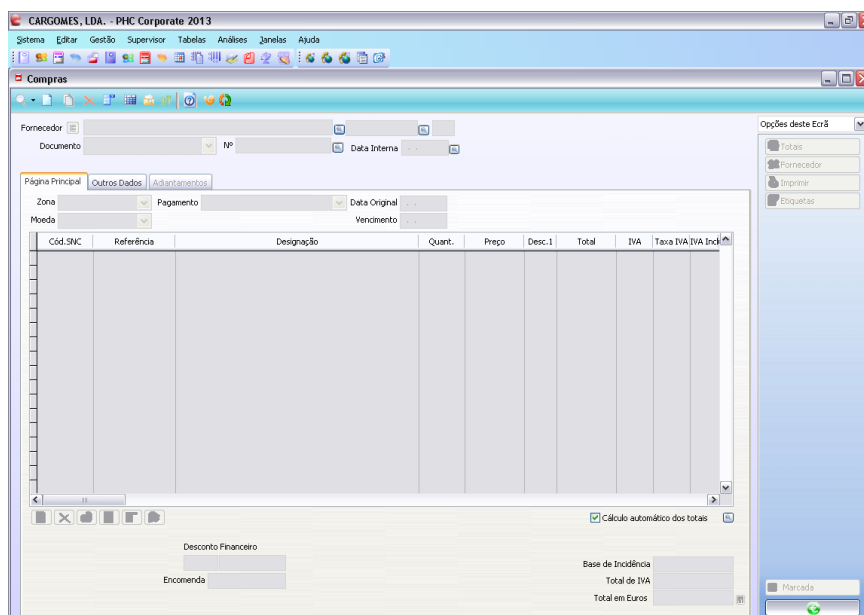 CARGOMES, LDA. - PHC Corporate 2013
Sistema Editar Gestão Supervisor Tabelas Análises Janelas Ajuda
Compras
Fornecedor
Opções deste Ecrã
Documento Nº Data Interna
Totais
Fornecedor
Imprimir
Etiquetas
Página Principal Outros Dados Adiantamentos
Zona Pagamento Data Original
Moeda Vencimento
Cód.SNC Referência Designação Quant. Preço Desc.1 Total IVA Taxa IVA IVA Incl
Cálculo automático dos totais
Desconto Financeiro
Base de Incidência
Encomenda Total de IVA
Total em Euros
Marcada